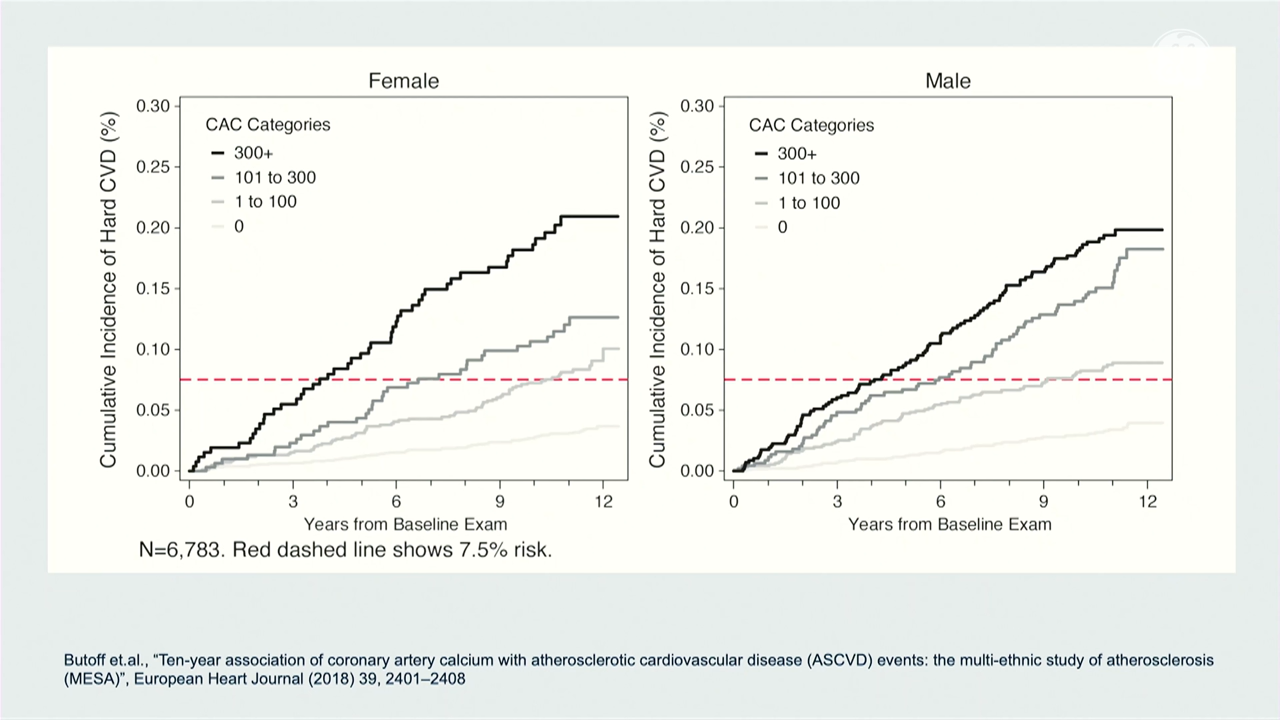 Female
Cumulative Incidence of Hard CVD (%)
0.30
0.25
0.20
0.15
0.10
0.05
0.00
CAC Categories
300+
101 to 300
1 to 100
0
0 3 6 9 12
Years from Baseline Exam
Male
Cumulative Incidence of Hard CVD (%)
0.30
0.25
0.20
0.15
0.10
0.05
0.00
CAC Categories
300+
101 to 300
1 to 100
0
0 3 6 9 12
Years from Baseline Exam
N=6,783. Red dashed line shows 7.5% risk.
Butoff et.al., “Ten-year association of coronary artery calcium with atherosclerotic cardiovascular disease (ASCVD) events: the multi-ethnic study of atherosclerosis
(MESA)”, European Heart Journal (2018) 39, 2401–2408